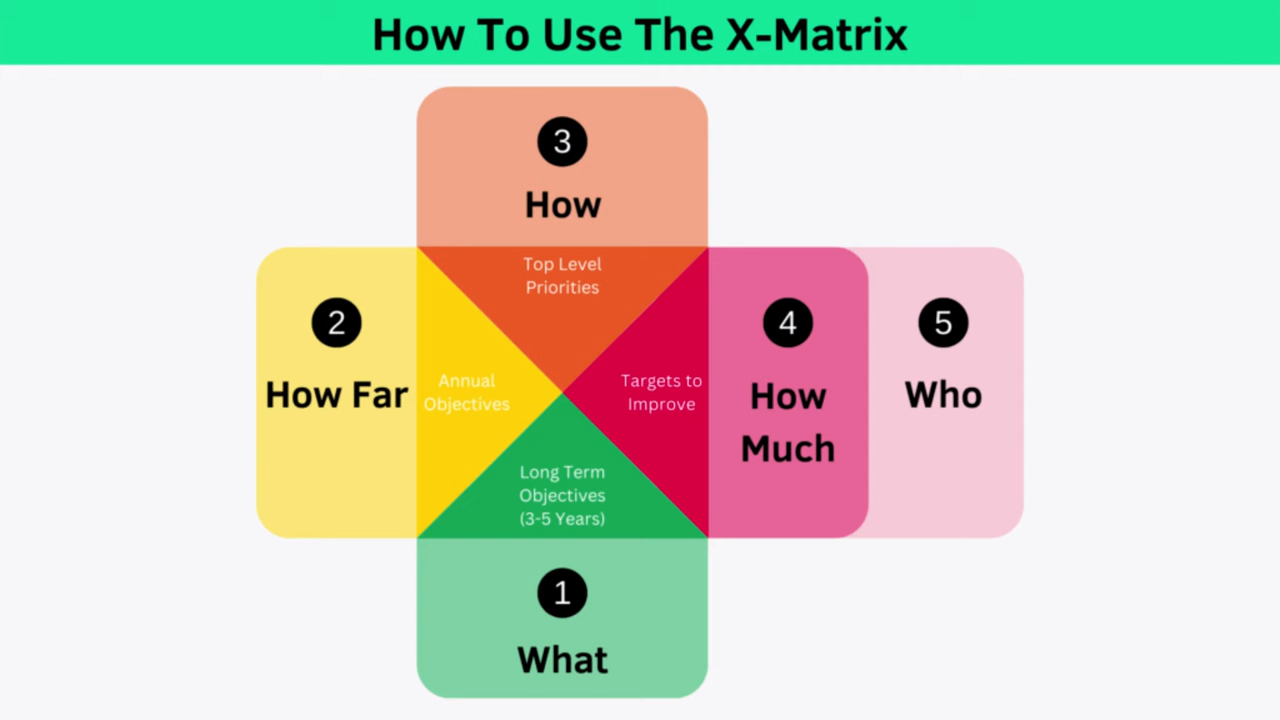 How To Use The X-Matrix
3
How
Top Level
Priorities
2
How Far
Annual
Objectives
Targets to
Improve
4
How
Much
5
Who
Long Term
Objectives
(3-5 Years)
1
What